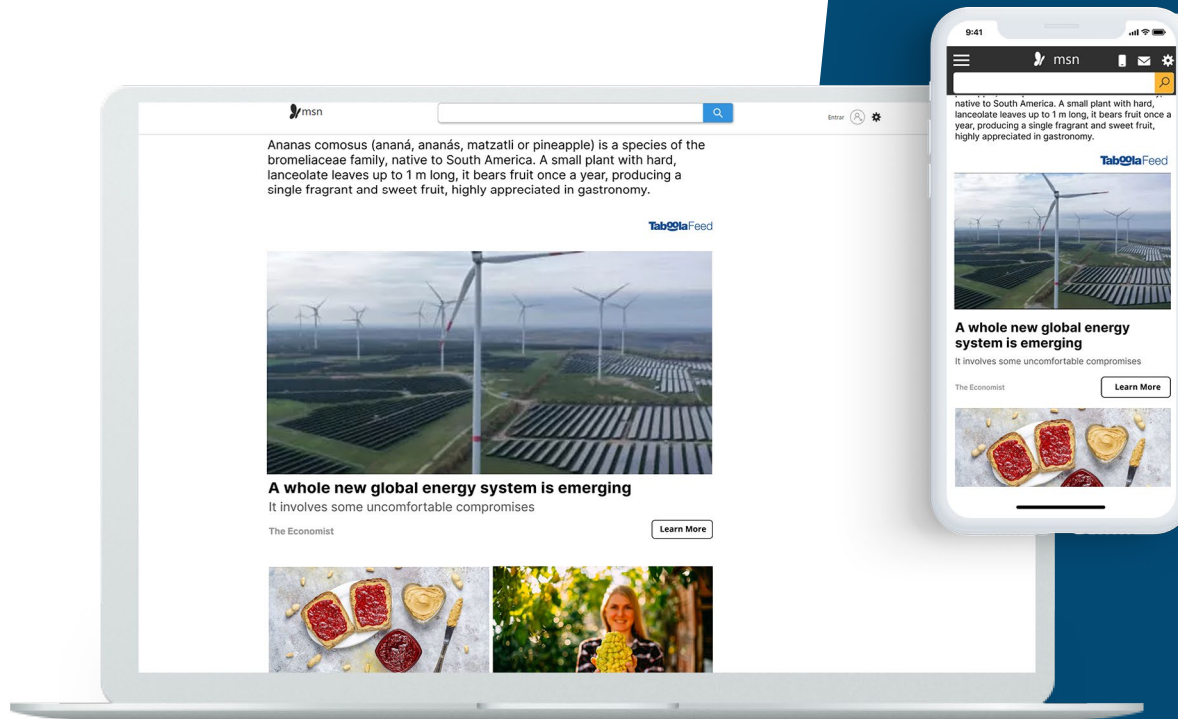 msn
Entrar
Ananas comosus (ananá, ananás, matzatli or pineapple) is a species of the
bromeliaceae family, native to South America. A small plant with hard,
lanceolate leaves up to 1 m long, it bears fruit once a year, producing a
single fragrant and sweet fruit, highly appreciated in gastronomy.
Taboola Feed
A whole new global energy system is emerging
It involves some uncomfortable compromises
The Economist
Learn More
9:41
msn
native to South America. A small plant with hard,
lanceolate leaves up to 1 m long, it bears fruit once a
year, producing a single fragrant and sweet fruit,
highly appreciated in gastronomy.
Taboola Feed
A whole new global energy
system is emerging
It involves some uncomfortable compromises
The Economist
Learn More